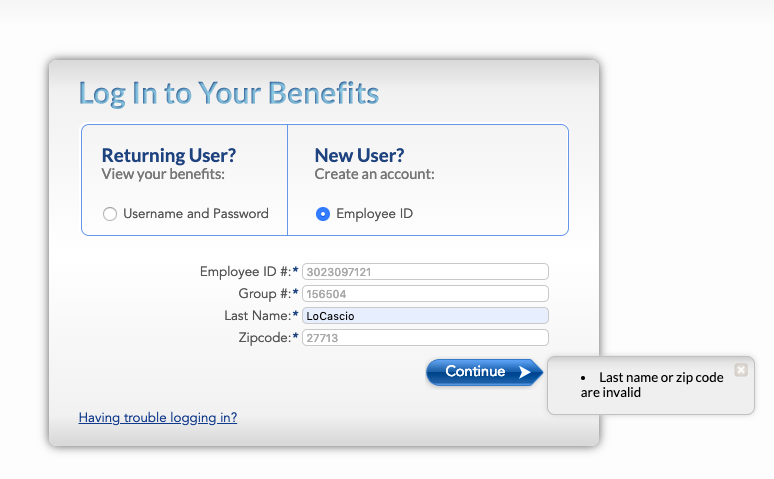 Log In to Your Benefits
Returning User?
View your benefits:
Username and Password
New User?
Create an account:
Employee ID
Employee ID #:* 3023097121
Group #:* 156504
Last Name:* LoCascio
Zipcode:* 27713
Continue
• Last name or zip code
are invalid
Having trouble logging in?